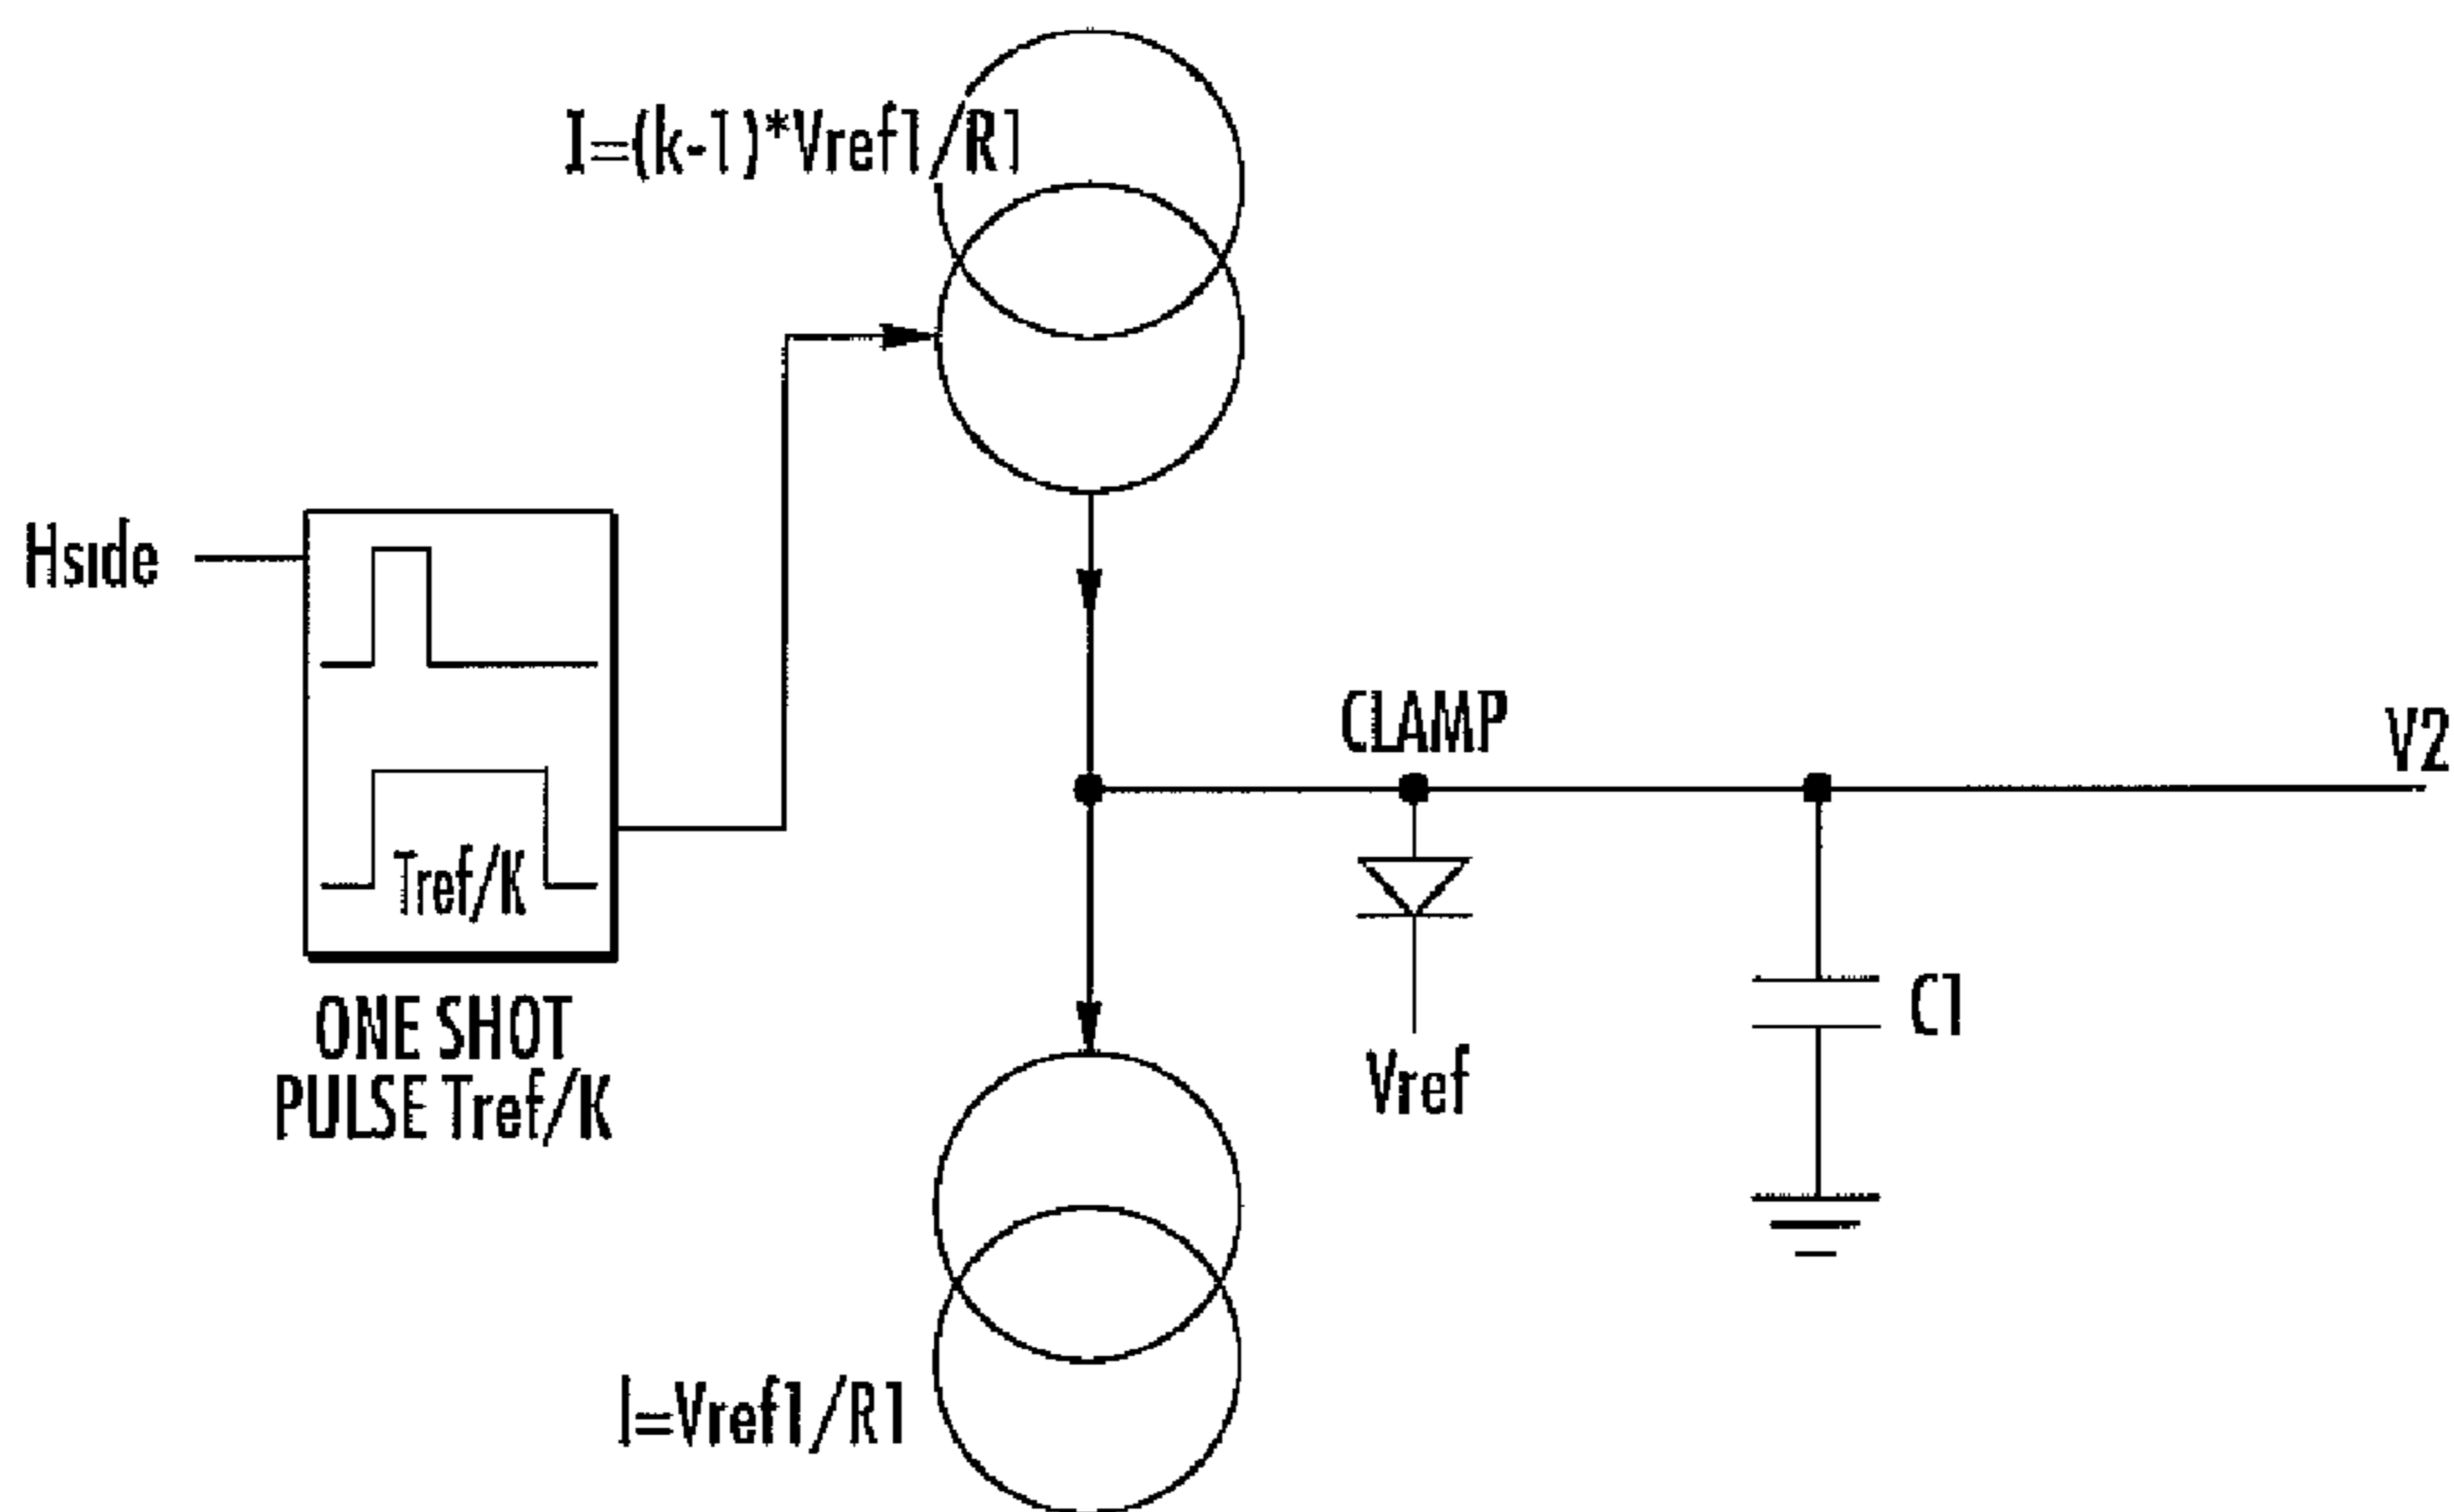 I=(k-1)*Vref1/R1
Hside
Tref/K
ONE SHOT
PULSE Tref/K
CLAMP
V2
Vref
C1
I=Vref1/R1